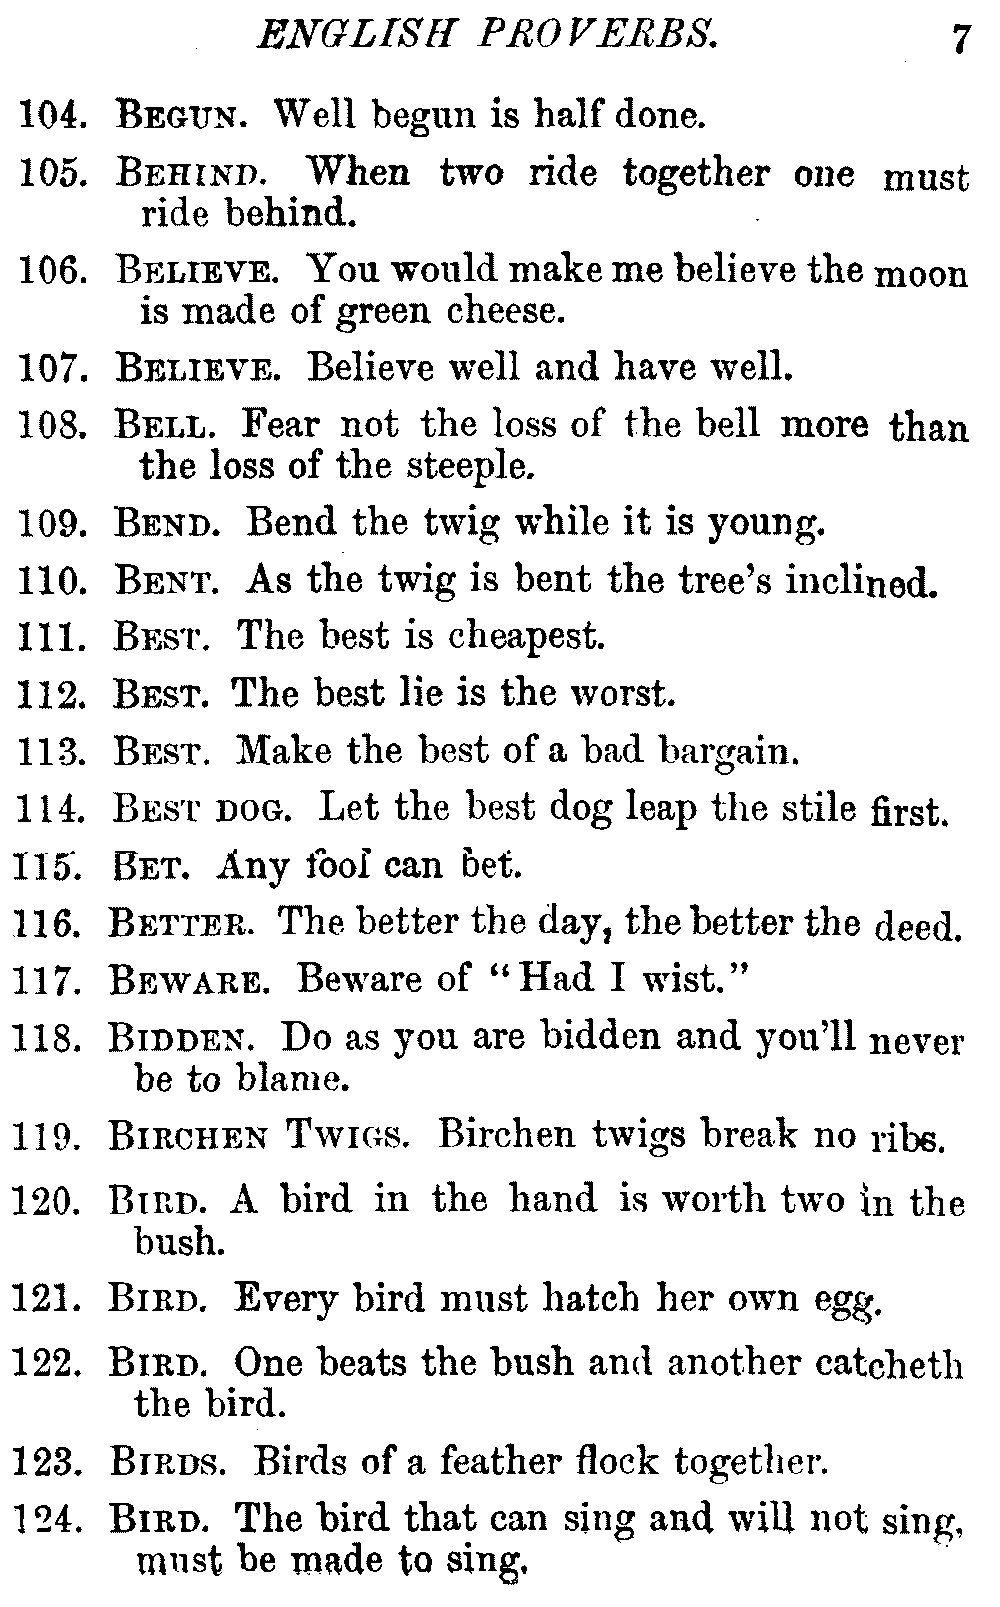 ENGLISH PROVERBS. 7
104. BEGUN. Well begun is half done.
105. BEHIND. When two ride together one must
ride behind.
106. BELIEVE. You would make me believe the moon
is made of green cheese.
107. BELIEVE. Believe well and have well.
108. BELL. Fear not the loss of the bell more than
the loss of the steeple.
109. BEND. Bend the twig while it is young.
110. BENT. As the twig is bent the tree's inclined.
111. BEST. The best is cheapest.
112. BEST. The best lie is the worst.
113. BEST. Make the best of a bad bargain.
114. BEST DOG. Let the best dog leap the stile first.
115. BET. Any fool can bet.
116. BETTER. The better the day, the better the deed.
117. BEWARE. Beware of "Had I wist."
118. BIDDEN. Do as you are bidden and you'll never
be to blame.
119. BIRCHEN TWIGS. Birchen twigs break no ribs.
120. BIRD. A bird in the hand is worth two in the
bush.
121. BIRD. Every bird must hatch her own egg.
122. BIRD. One beats the bush and another catcheth
the bird.
123. BIRDS. Birds of a feather flock together.
124. BIRD. The bird that can sing and will not sing,
must be made to sing.